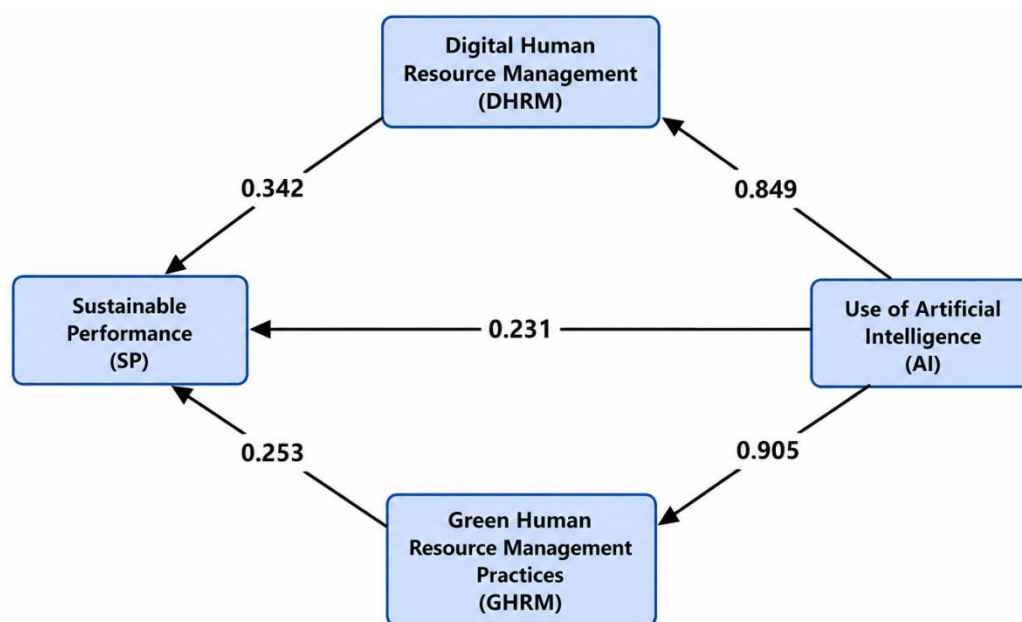 Digital Human
Resource Management
(DHRM)
0.342
0.849
Sustainable
Performance
(SP)
0.231
Use of Artificial
Intelligence
(AI)
0.253
0.905
Green Human
Resource Management
Practices
(GHRM)